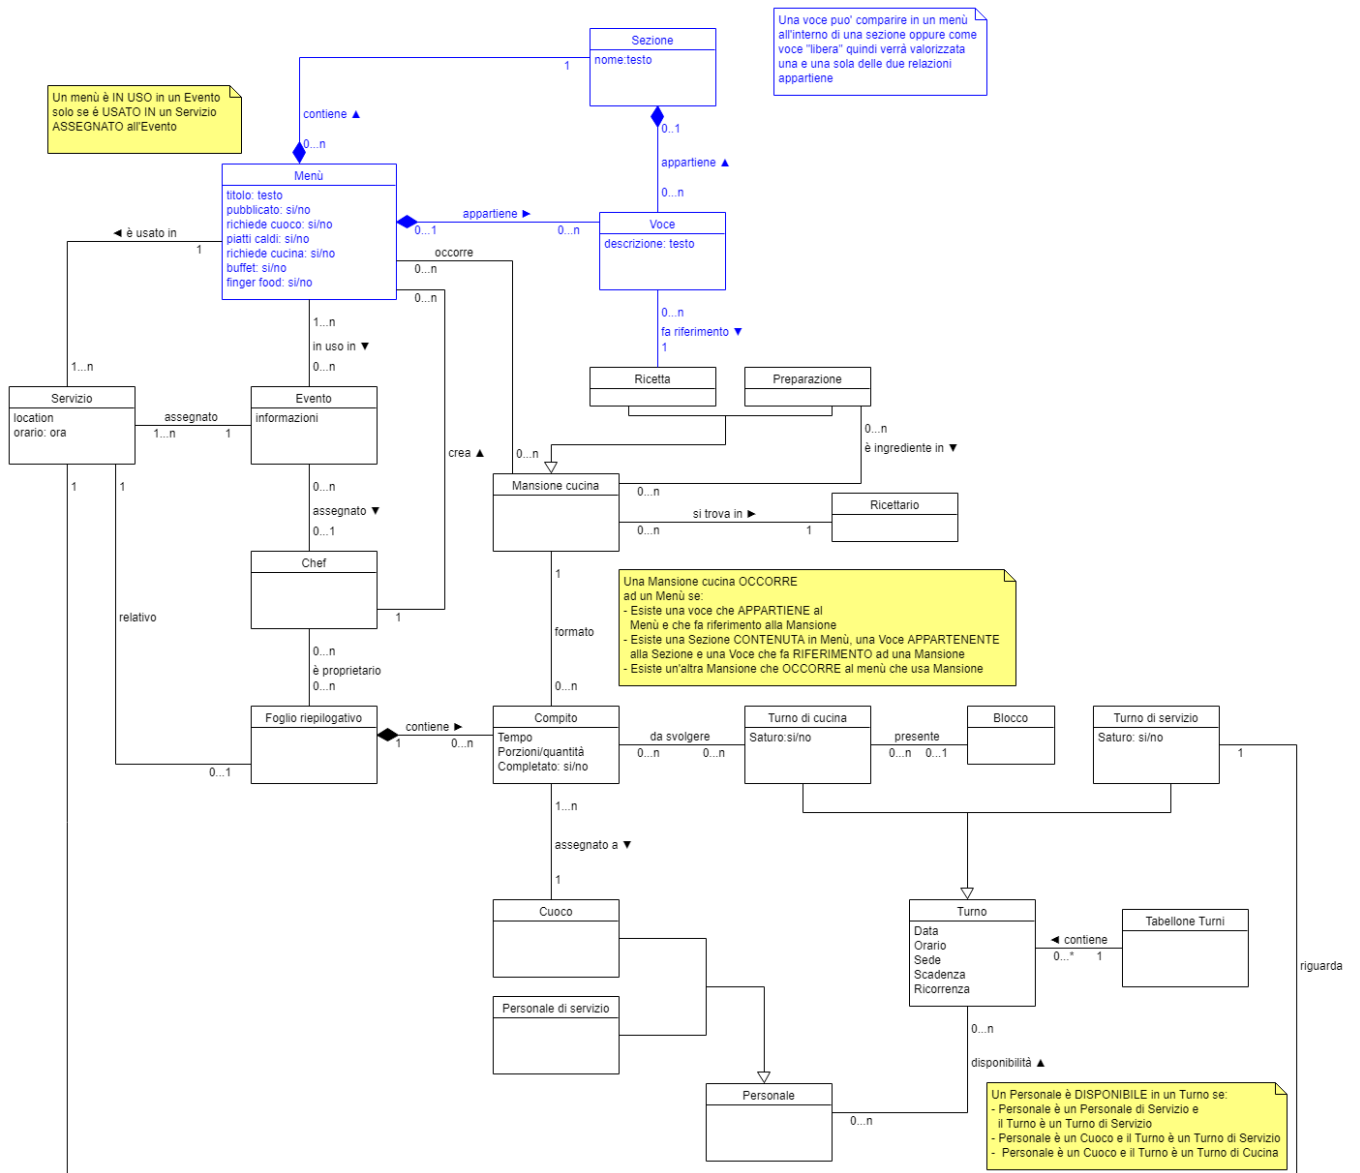 Una voce puo' comparire in un menù
all'interno di una sezione oppure come
voce "libera" quindi verrà valorizzata
una e una sola delle due relazioni
appartiene
Sezione
nome:testo
1
0..1
Un menù è IN USO in un Evento
solo se é USATO IN un Servizio
ASSEGNATO all'Evento
contiene ▲
0...n
appartiene ▲
0...n
Menù
titolo: testo
pubblicato: si/no
richiede cuoco: si/no
piatti caldi: si/no
richiede cucina: si/no
buffet: si/no
finger food: si/no
appartiene ►
0...1
0...n
Voce
descrizione: testo
◄ è usato in
1
occorre
0...n
0...n
0...n
fa riferimento ▼
1
1...n
in uso in ▼
0...n
1...n
Ricetta
Preparazione
Servizio
location
orario: ora
assegnato
1...n
1
Evento
informazioni
0...n
è ingrediente in ▼
crea ▲
0...n
Mansione cucina
0...n
1
1
0...n
assegnato ▼
0...1
si trova in ►
0...n
1
Ricettario
Chef
1
1
Una Mansione cucina OCCORRE
ad un Menù se:
- Esiste una voce che APPARTIENE al
Menù e che fa riferimento alla Mansione
- Esiste una Sezione CONTENUTA in Menù, una Voce APPARTENENTE
alla Sezione e una Voce che fa RIFERIMENTO ad una Mansione
- Esiste un'altra Mansione che OCCORRE al menù che usa Mansione
relativo
formato
0...n
è proprietario
0...n
0...n
Foglio riepilogativo
contiene ►
1
0...n
0...1
Compito
Tempo
Porzioni/quantità
Completato: si/no
da svolgere
0...n
0...n
Turno di cucina
Saturo:si/no
presente
0...n
0...1
Blocco
Turno di servizio
Saturo: si/no
1
1...n
assegnato a ▼
1
Cuoco
Personale di servizio
Turno
Data
Orario
Sede
Scadenza
Ricorrenza
◄ contiene
0...*
1
Tabellone Turni
riguarda
0...n
disponibilità ▲
Personale
0...n
Un Personale è DISPONIBILE in un Turno se:
- Personale è un Personale di Servizio e
il Turno è un Turno di Servizio
- Personale è un Cuoco e il Turno è un Turno di Servizio
- Personale è un Cuoco e il Turno è un Turno di Cucina